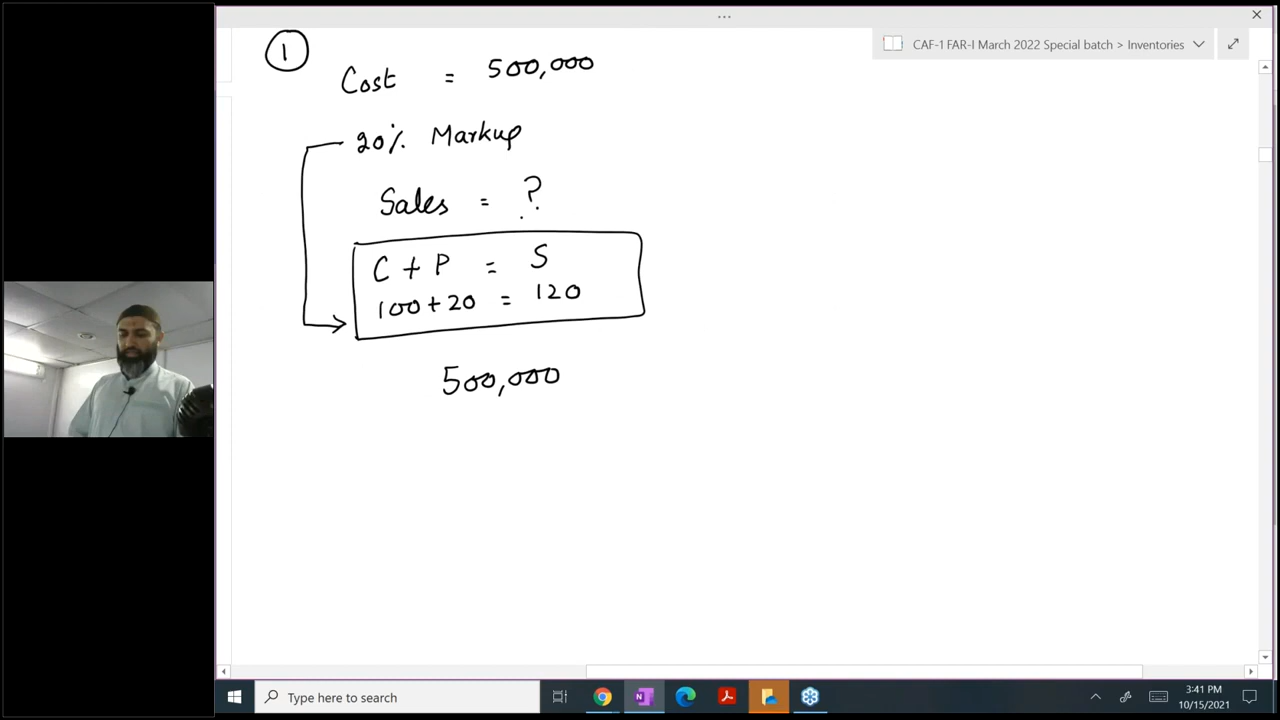 CAF-1 FAR-I March 2022 Special batch > Inventories
1
Cost = 500,000
20% Markup
Sales = ?
C + P = S
100 + 20 = 120
500,000
Type here to search
3:41 PM
10/15/2021